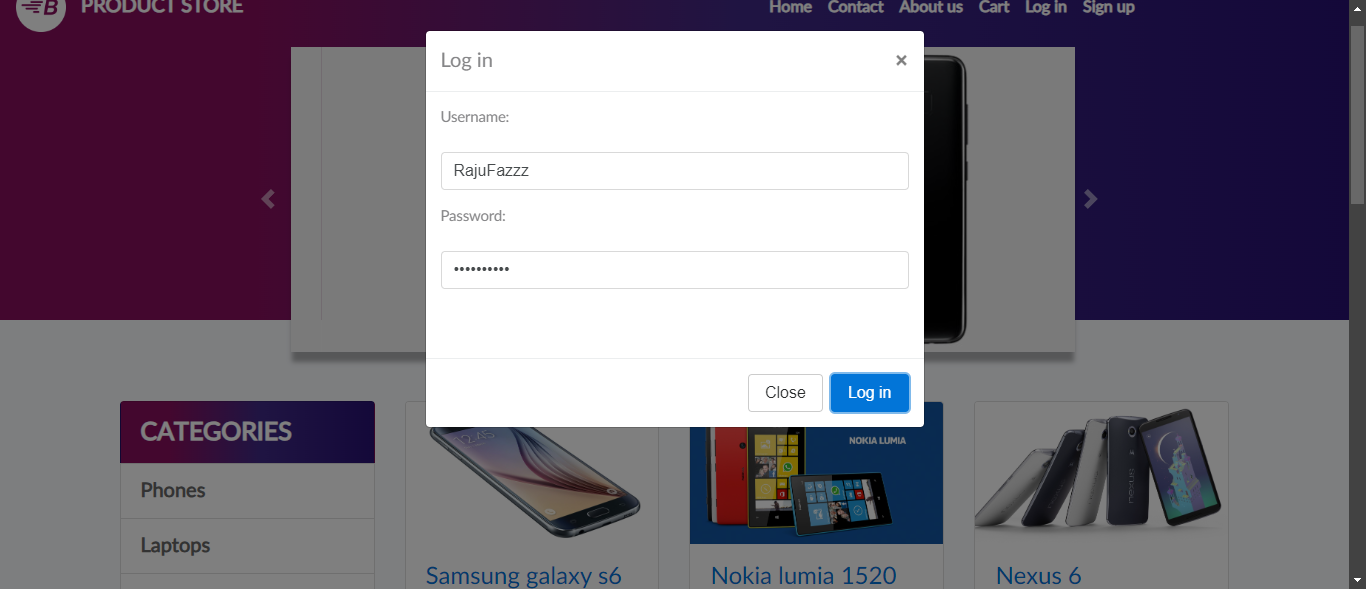 PRODUCT STORE
Home Contact About us Cart Log in Sign up
Log in
×
Username:
RajuFazzz
Password:
••••••••••
Close
Log in
CATEGORIES
Phones
Laptops
NOKIA LUMIA
Samsung galaxy s6
Nokia lumia 1520
Nexus 6